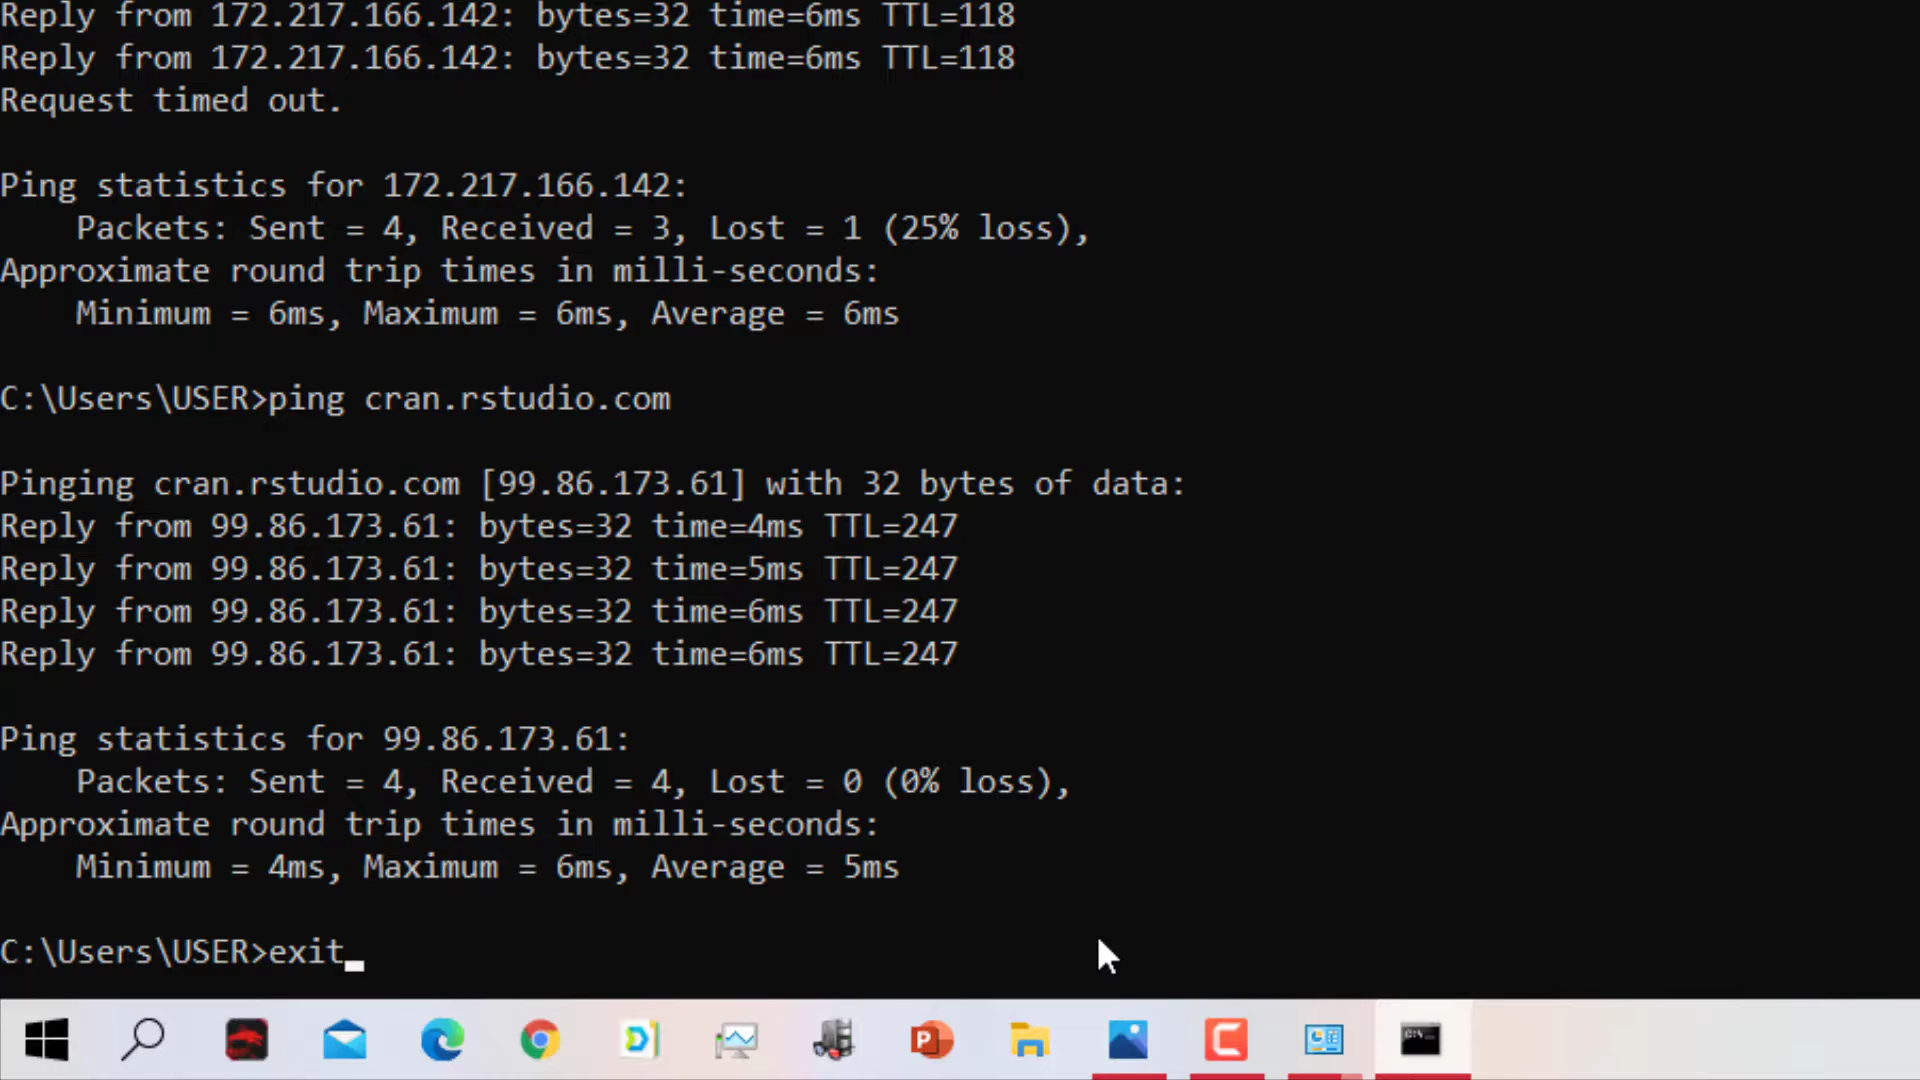 Reply from 172.217.166.142: bytes=32 time=6ms TTL=118
Reply from 172.217.166.142: bytes=32 time=6ms TTL=118
Request timed out.
Ping statistics for 172.217.166.142:
Packets: Sent = 4, Received = 3, Lost = 1 (25% loss),
Approximate round trip times in milli-seconds:
Minimum = 6ms, Maximum = 6ms, Average = 6ms
C:\Users\USER>ping cran.rstudio.com
Pinging cran.rstudio.com [99.86.173.61] with 32 bytes of data:
Reply from 99.86.173.61: bytes=32 time=4ms TTL=247
Reply from 99.86.173.61: bytes=32 time=5ms TTL=247
Reply from 99.86.173.61: bytes=32 time=6ms TTL=247
Reply from 99.86.173.61: bytes=32 time=6ms TTL=247
Ping statistics for 99.86.173.61:
Packets: Sent = 4, Received = 4, Lost = 0 (0% loss),
Approximate round trip times in milli-seconds:
Minimum = 4ms, Maximum = 6ms, Average = 5ms
C:\Users\USER>exit